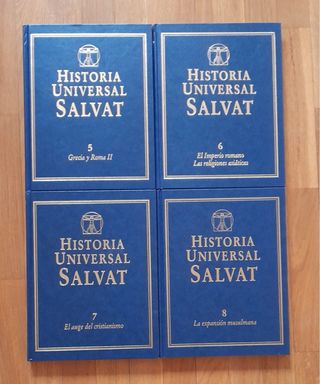 HISTORIA
UNIVERSAL
SALVAT
5
Grecia y Roma II
HISTORIA
UNIVERSAL
SALVAT
6
El Imperio romano
Las religiones asiáticas
HISTORIA
UNIVERSAL
SALVAT
7
El auge del cristianismo
HISTORIA
UNIVERSAL
SALVAT
8
La expansión musulmana